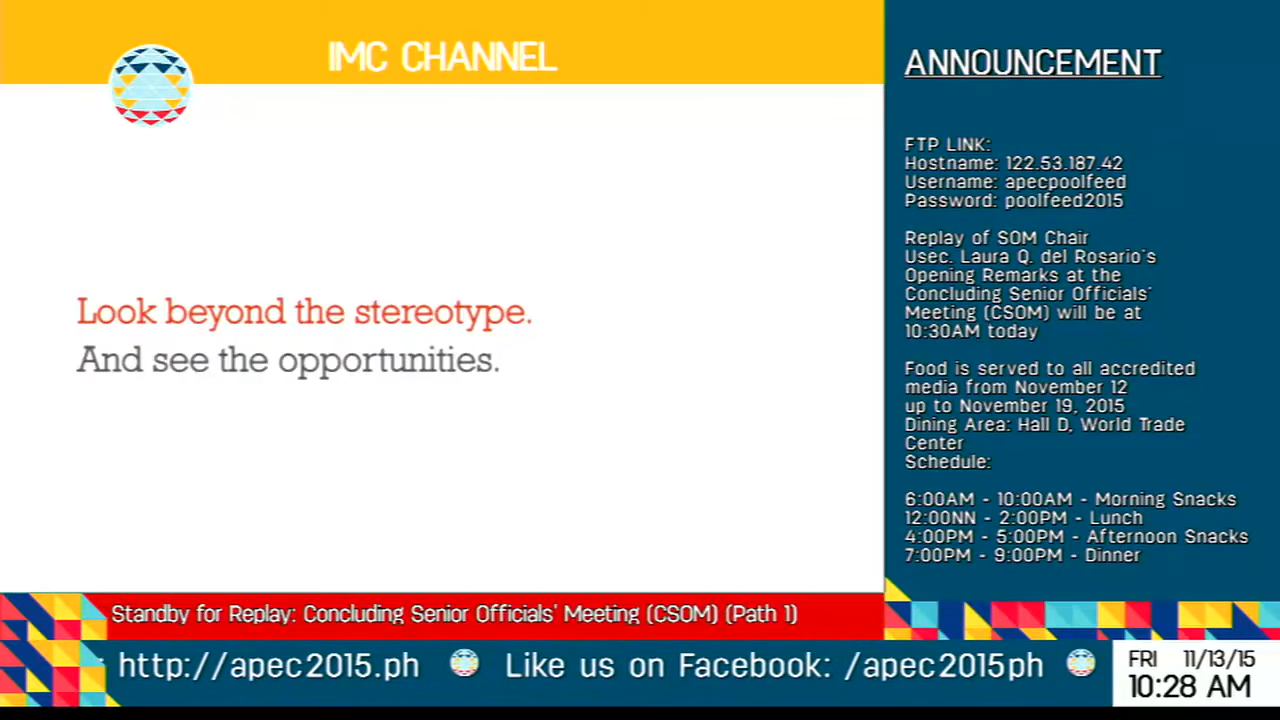 IMC CHANNEL
Look beyond the stereotype.
And see the opportunities.
ANNOUNCEMENT
FTP LINK:
Hostname: 122.53.187.42
Username: apecpoolfeed
Password: poolfeed2015
Replay of SOM Chair
Usec. Laura Q. del Rosario's
Opening Remarks at the
Concluding Senior Officials'
Meeting (CSOM) will be at
10:30AM today
Food is served to all accredited
media from November 12
up to November 19, 2015
Dining Area: Hall D, World Trade
Center
Schedule:
6:00AM - 10:00AM - Morning Snacks
12:00NN - 2:00PM - Lunch
4:00PM - 5:00PM - Afternoon Snacks
7:00PM - 9:00PM - Dinner
Standby for Replay: Concluding Senior Officials' Meeting (CSOM) (Path 1)
http://apec2015.ph Like us on Facebook: /apec2015ph
FRI 11/13/15
10:28 AM